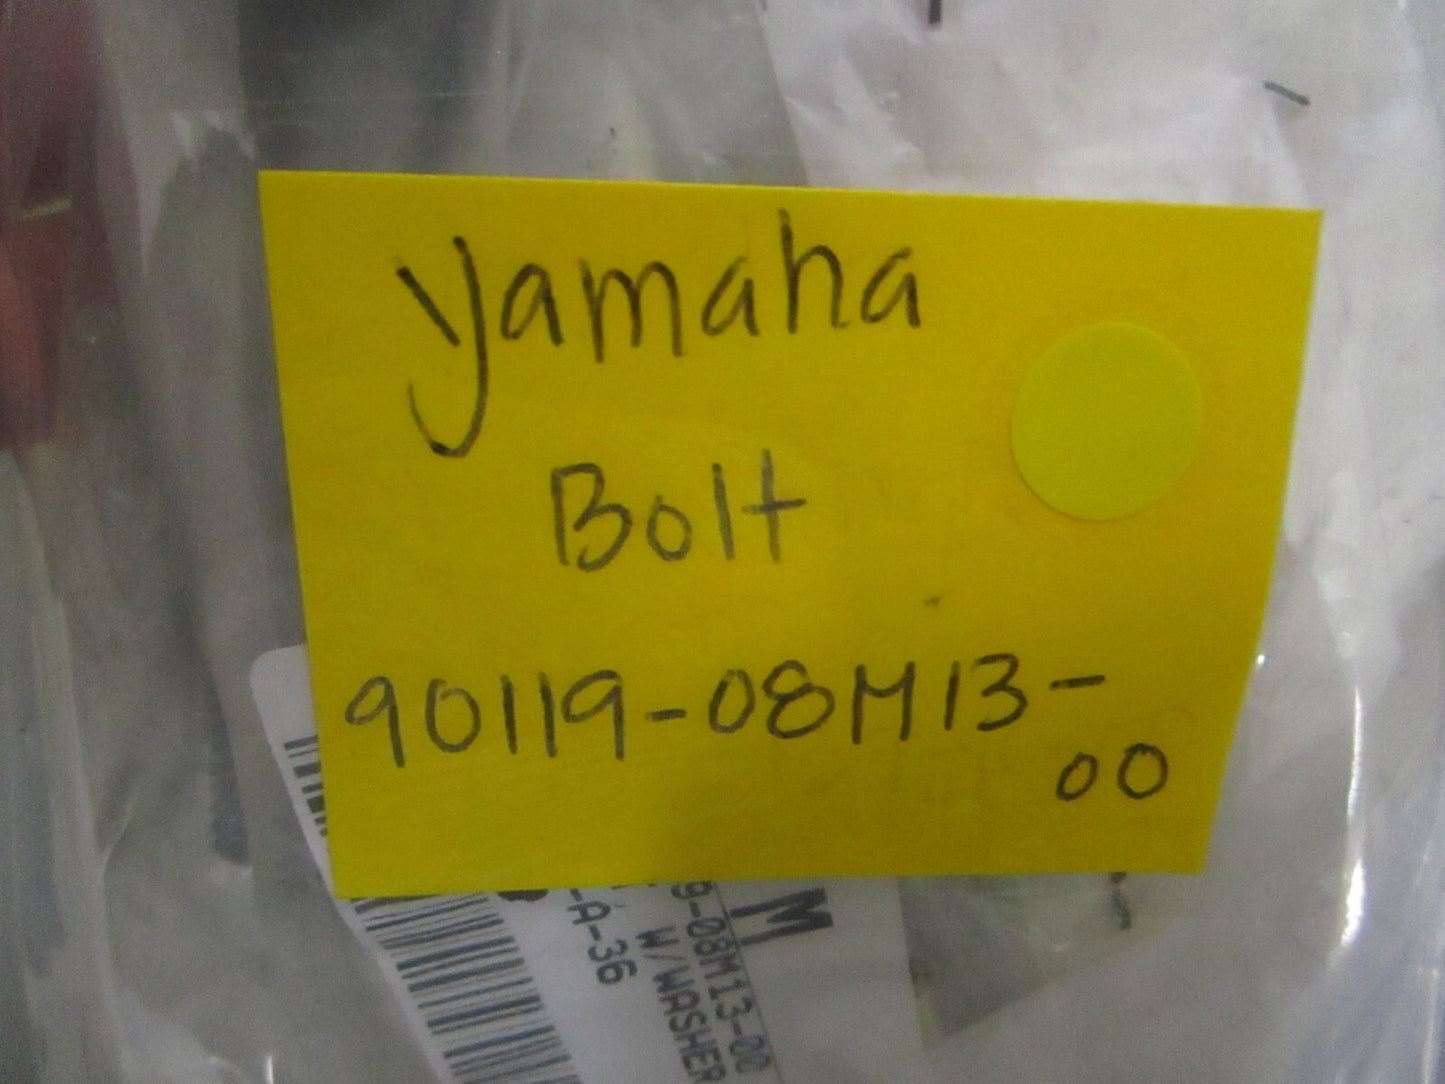 yamaha
Bolt
90119-08M13-
00
M
9-08M13-00
W/WASHER
-A-36